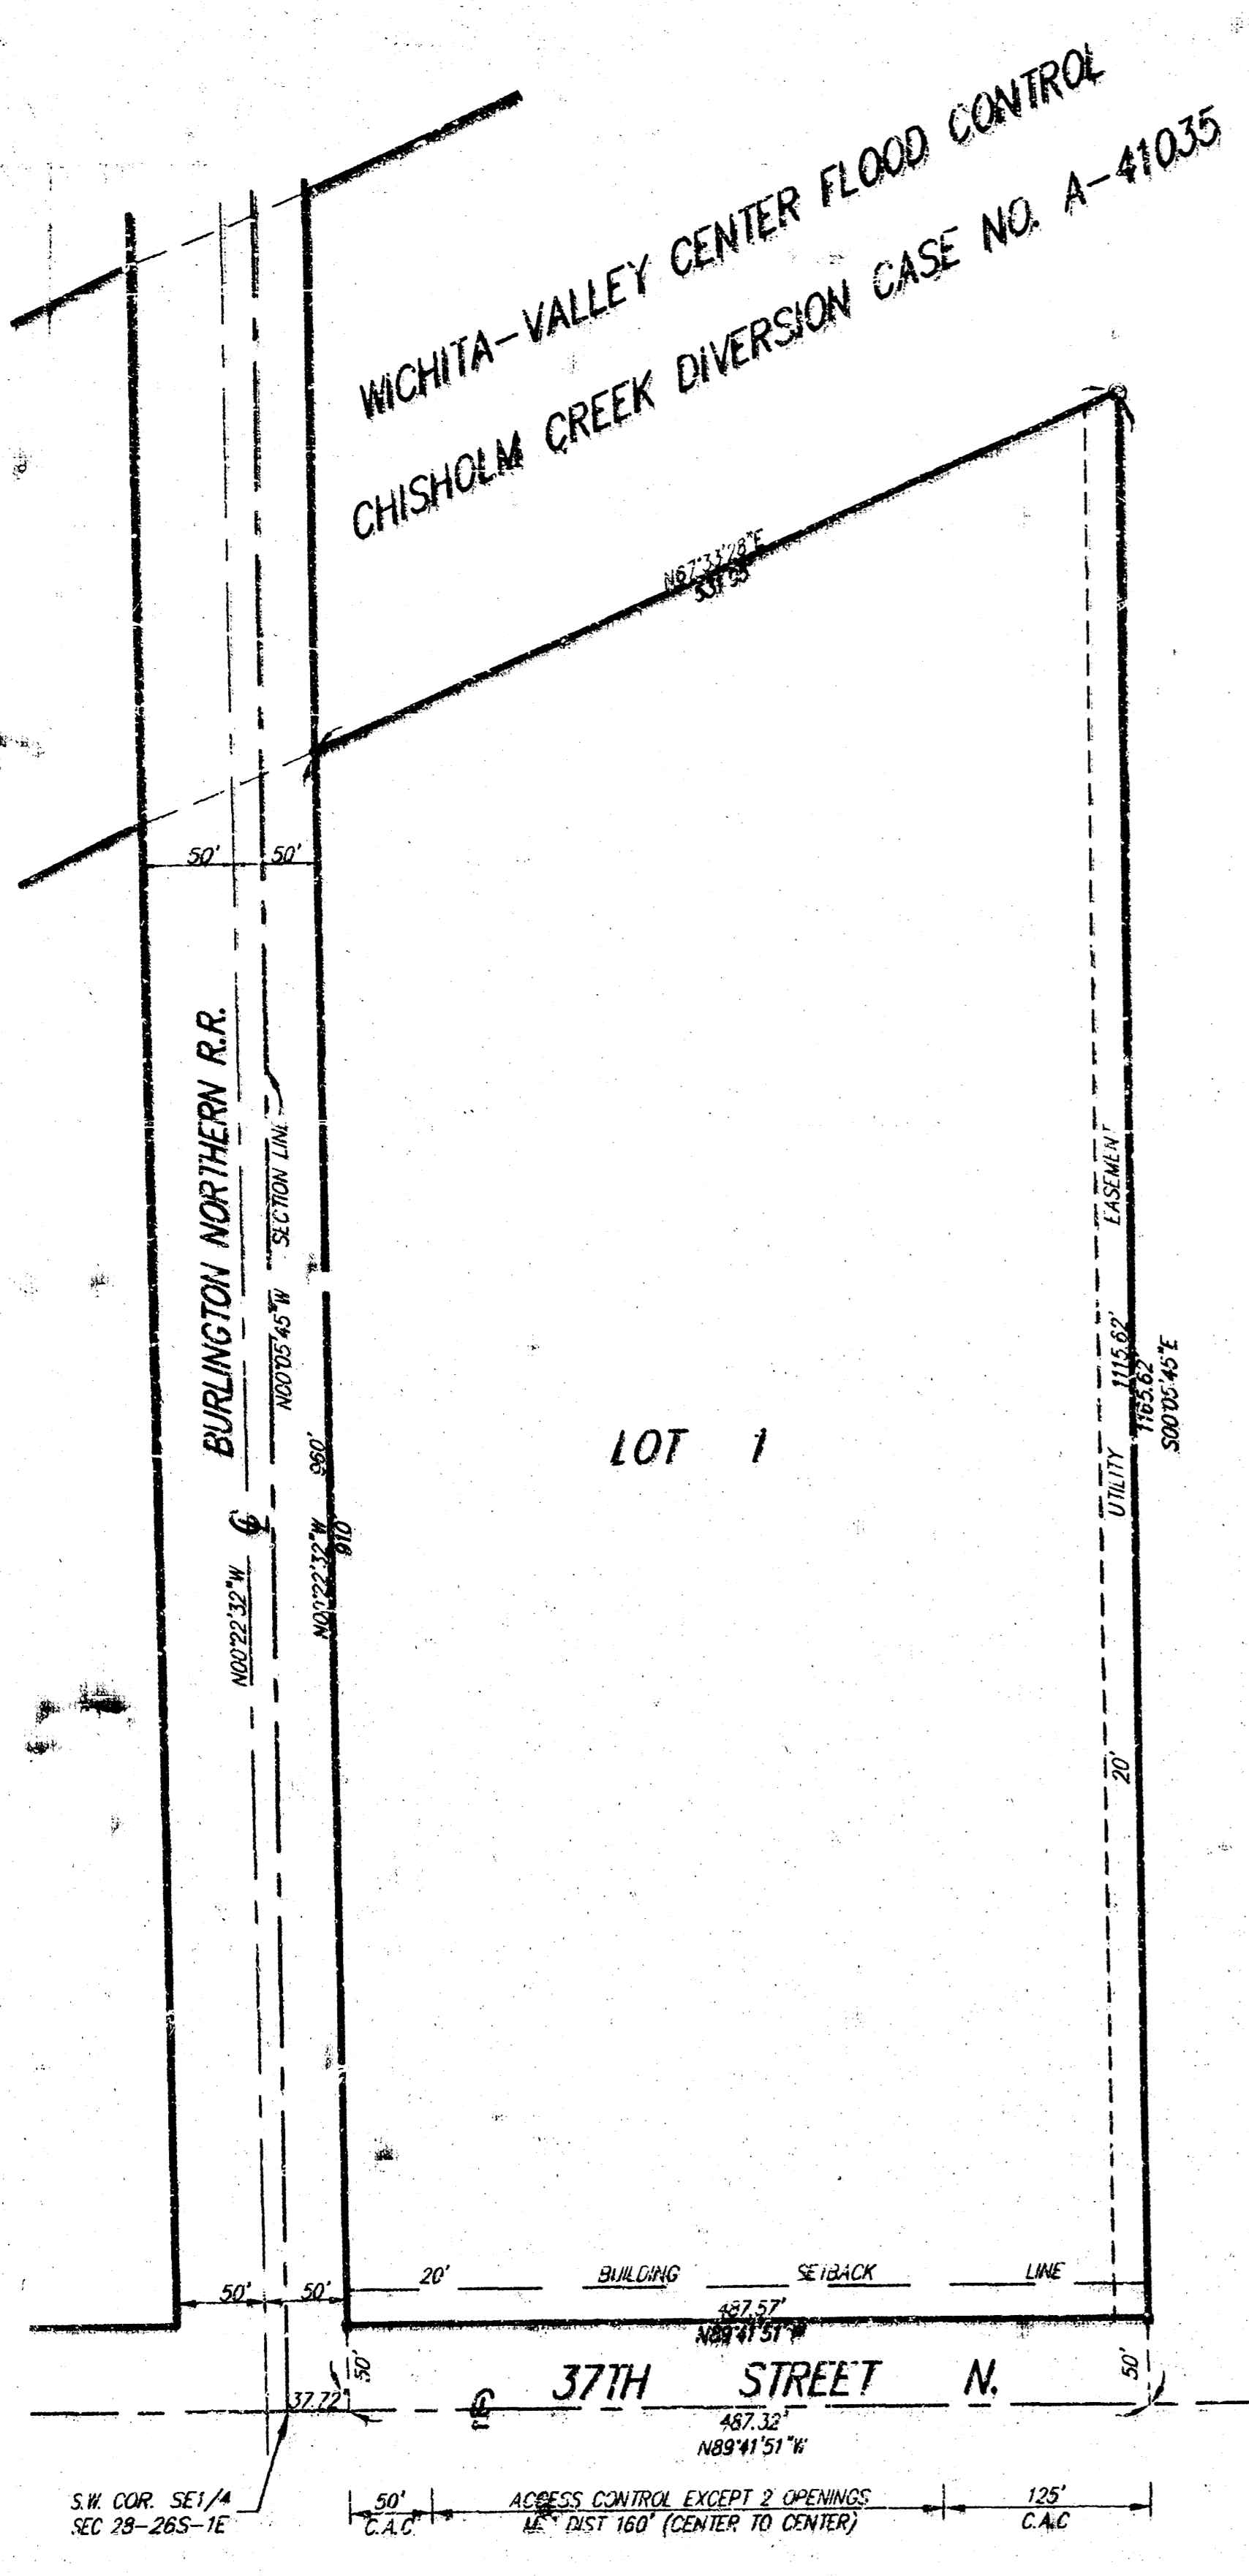 WICHITA-VALLEY CENTER FLOOD CONTROL
CHISHOLM CREEK DIVERSION CASE NO. A-41035
N67°33'28"E
50' 50'
BURLINGTON NORTHERN R.R.
SECTION LINE
N00°05'45"W
N00°22'32"W
960'
N00°22'32"W
910'
LOT 1
20' UTILITY EASEMENT
1115.62'
1165.62'
S00°05'45"E
20' BUILDING SETBACK LINE
50' 50'
487.57'
N89°41'51"W
50' 50'
37TH STREET N.
37.72'
487.32'
N89°41'51"W
S.W. COR. SE1/4
SEC 28-26S-1E
50'
C.A.C.
ACCESS CONTROL EXCEPT 2 OPENINGS
DIST 160' (CENTER TO CENTER)
125'
C.A.C